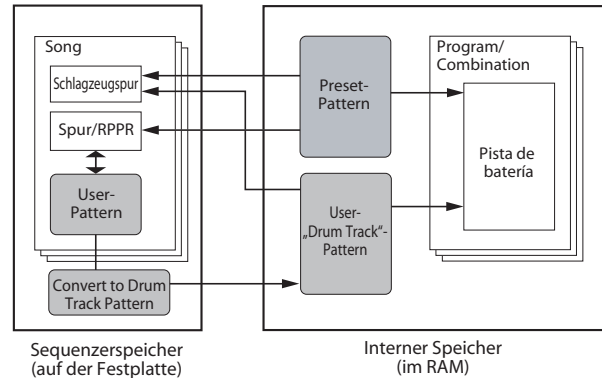 Song
Schlagzeugspur
Spur/RPPR
User-
Pattern
Convert to Drum
Track Pattern
Sequenzerspeicher
(auf der Festplatte)
Preset-
Pattern
User-
„Drum Track“-
Pattern
Program/
Combination
Pista de
batería
Interner Speicher
(im RAM)